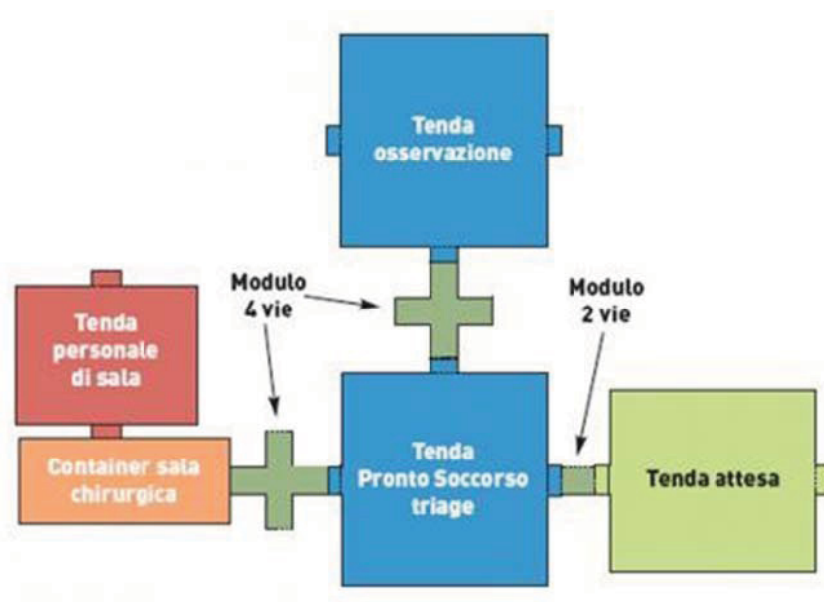 Tenda
osservazione
Modulo
4 vie
Modulo
2 vie
Tenda
personale
di sala
Tenda
Pronto Soccorso
triage
Tenda attesa
Container sala
chirurgica